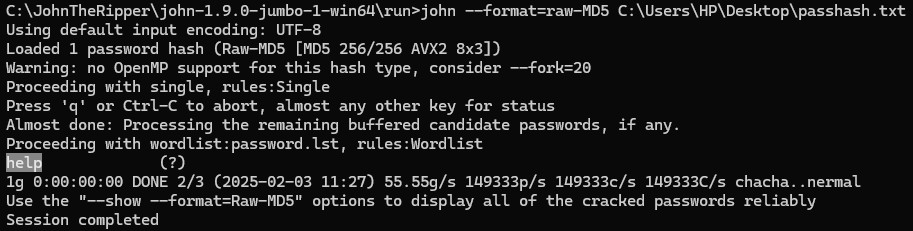 C:\JohnTheRipper\john-1.9.0-jumbo-1-win64\run>john --format=raw-MD5 C:\Users\HP\Desktop\passhash.txt
Using default input encoding: UTF-8
Loaded 1 password hash (Raw-MD5 [MD5 256/256 AVX2 8x3])
Warning: no OpenMP support for this hash type, consider --fork=20
Proceeding with single, rules:Single
Press 'q' or Ctrl-C to abort, almost any other key for status
Almost done: Processing the remaining buffered candidate passwords, if any.
Proceeding with wordlist:password.lst, rules:Wordlist
help             (?)
1g 0:00:00:00 DONE 2/3 (2025-02-03 11:27) 55.55g/s 149333p/s 149333c/s 149333C/s chacha..nermal
Use the "--show --format=Raw-MD5" options to display all of the cracked passwords reliably
Session completed